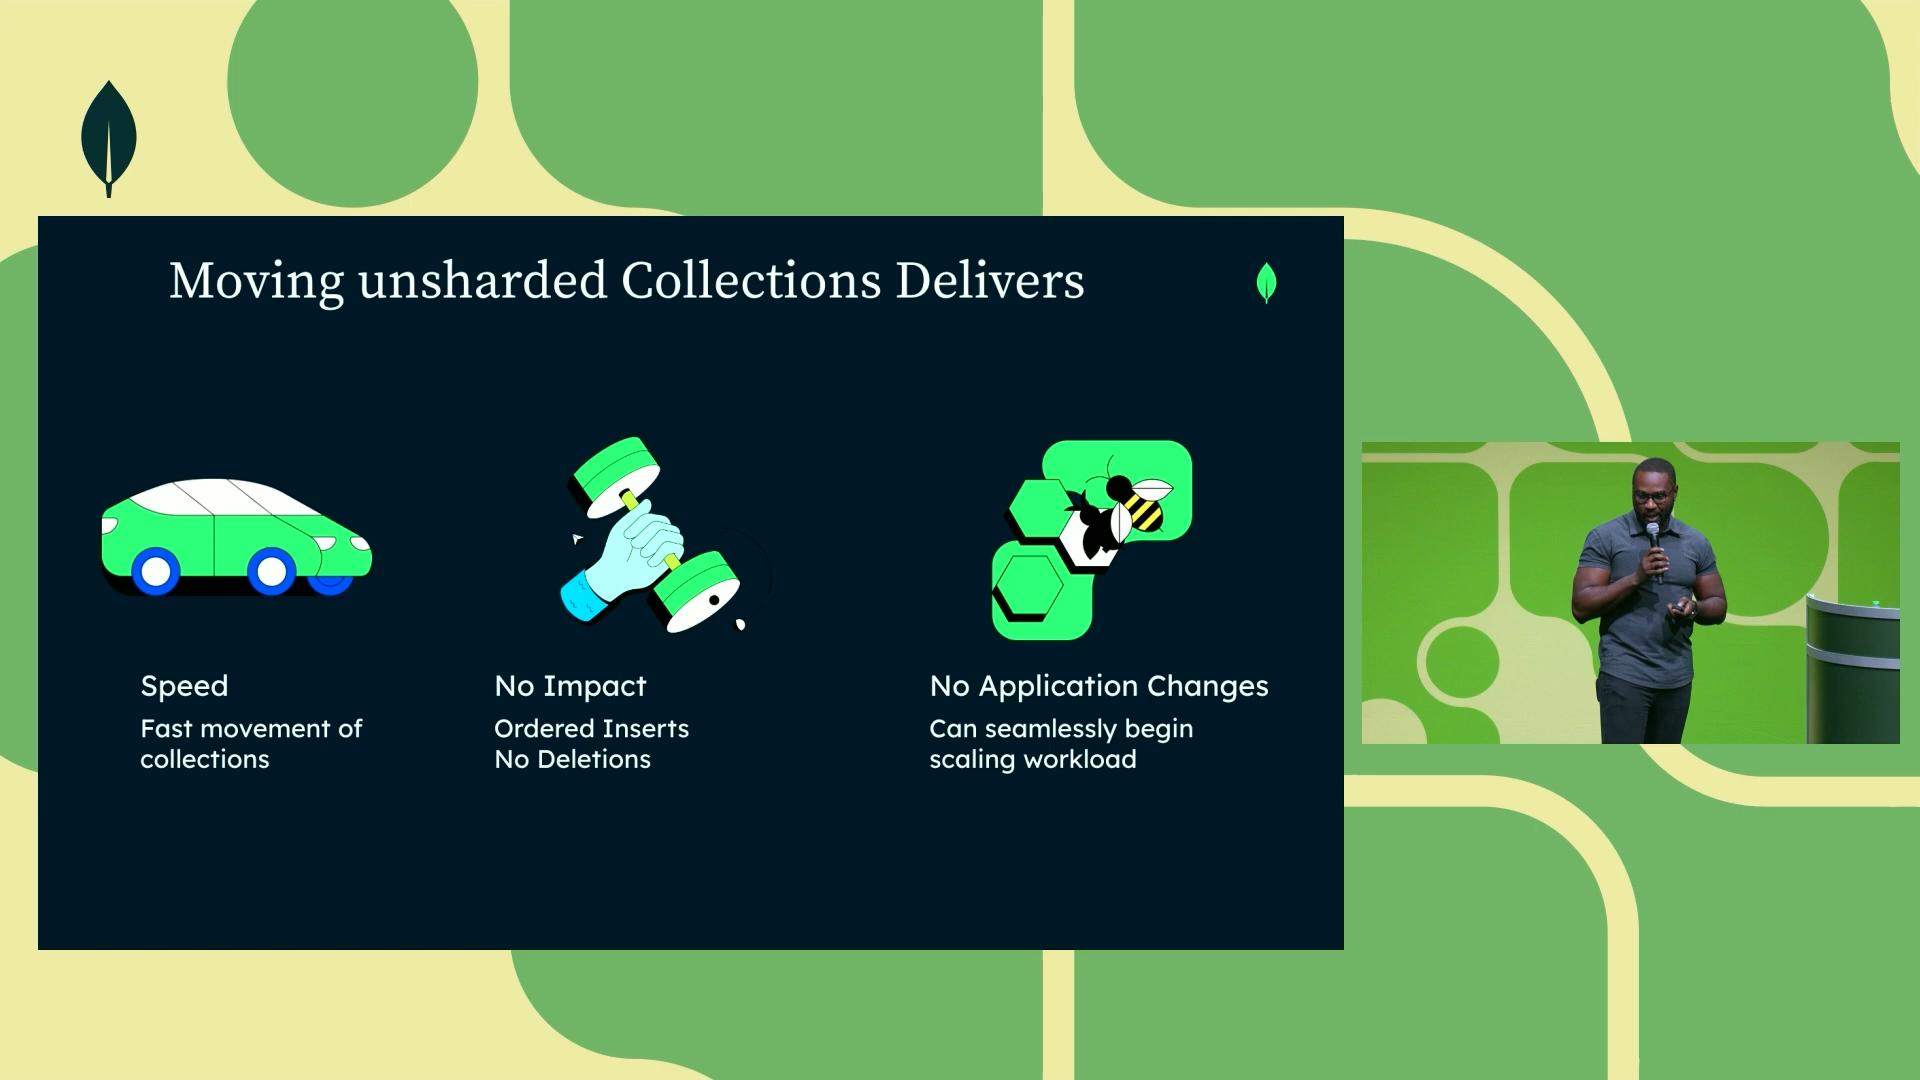 Moving unsharded Collections Delivers
Speed
Fast movement of
collections
No Impact
Ordered Inserts
No Deletions
No Application Changes
Can seamlessly begin
scaling workload